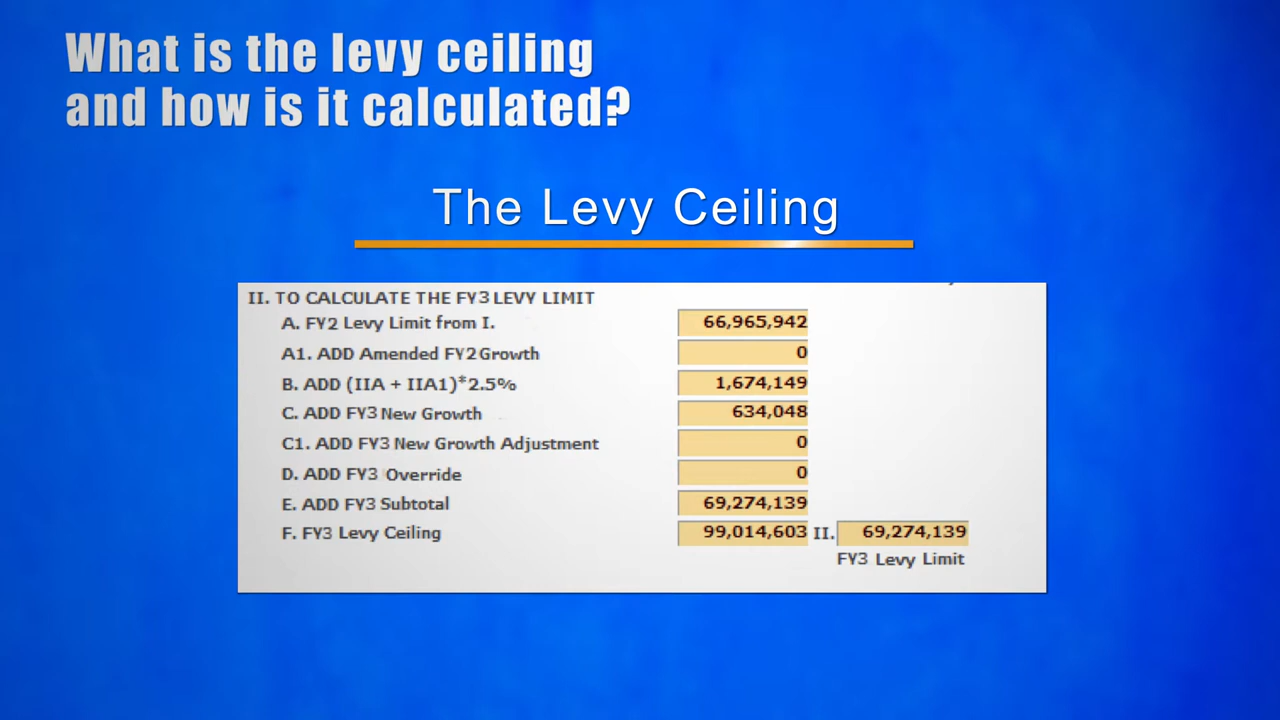 What is the levy ceiling
and how is it calculated?
The Levy Ceiling
II. TO CALCULATE THE FY3 LEVY LIMIT
A. FY2 Levy Limit from I. 66,965,942
A1. ADD Amended FY2 Growth 0
B. ADD (IIA + IIA1)*2.5% 1,674,149
C. ADD FY3 New Growth 634,048
C1. ADD FY3 New Growth Adjustment 0
D. ADD FY3 Override 0
E. ADD FY3 Subtotal 69,274,139
F. FY3 Levy Ceiling 99,014,603 II. 69,274,139
FY3 Levy Limit